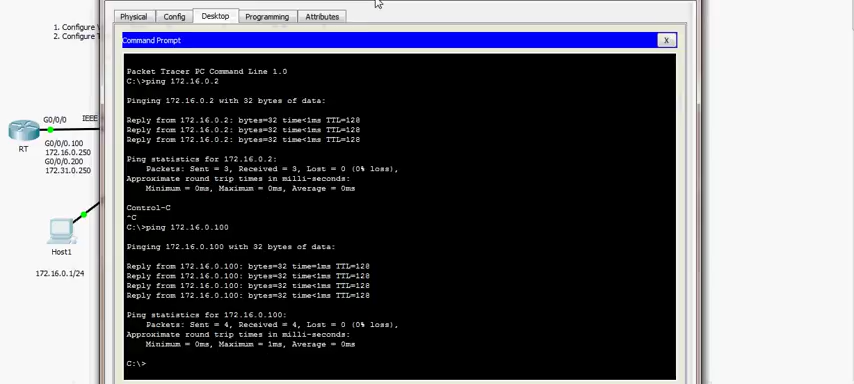 1. Configure
2. Configure
G0/0/0
IEEE
RT
G0/0/0.100
172.16.0.250
G0/0/0.200
172.31.0.250
Host1
172.16.0.1/24
Physical
Config
Desktop
Programming
Attributes
Command Prompt
X
Packet Tracer PC Command Line 1.0
C:\>ping 172.16.0.2
Pinging 172.16.0.2 with 32 bytes of data:
Reply from 172.16.0.2: bytes=32 time<1ms TTL=128
Reply from 172.16.0.2: bytes=32 time<1ms TTL=128
Reply from 172.16.0.2: bytes=32 time<1ms TTL=128
Ping statistics for 172.16.0.2:
Packets: Sent = 3, Received = 3, Lost = 0 (0% loss),
Approximate round trip times in milli-seconds:
Minimum = 0ms, Maximum = 0ms, Average = 0ms
Control-C
^C
C:\>ping 172.16.0.100
Pinging 172.16.0.100 with 32 bytes of data:
Reply from 172.16.0.100: bytes=32 time=1ms TTL=128
Reply from 172.16.0.100: bytes=32 time<1ms TTL=128
Reply from 172.16.0.100: bytes=32 time<1ms TTL=128
Reply from 172.16.0.100: bytes=32 time<1ms TTL=128
Ping statistics for 172.16.0.100:
Packets: Sent = 4, Received = 4, Lost = 0 (0% loss),
Approximate round trip times in milli-seconds:
Minimum = 0ms, Maximum = 1ms, Average = 0ms
C:\>